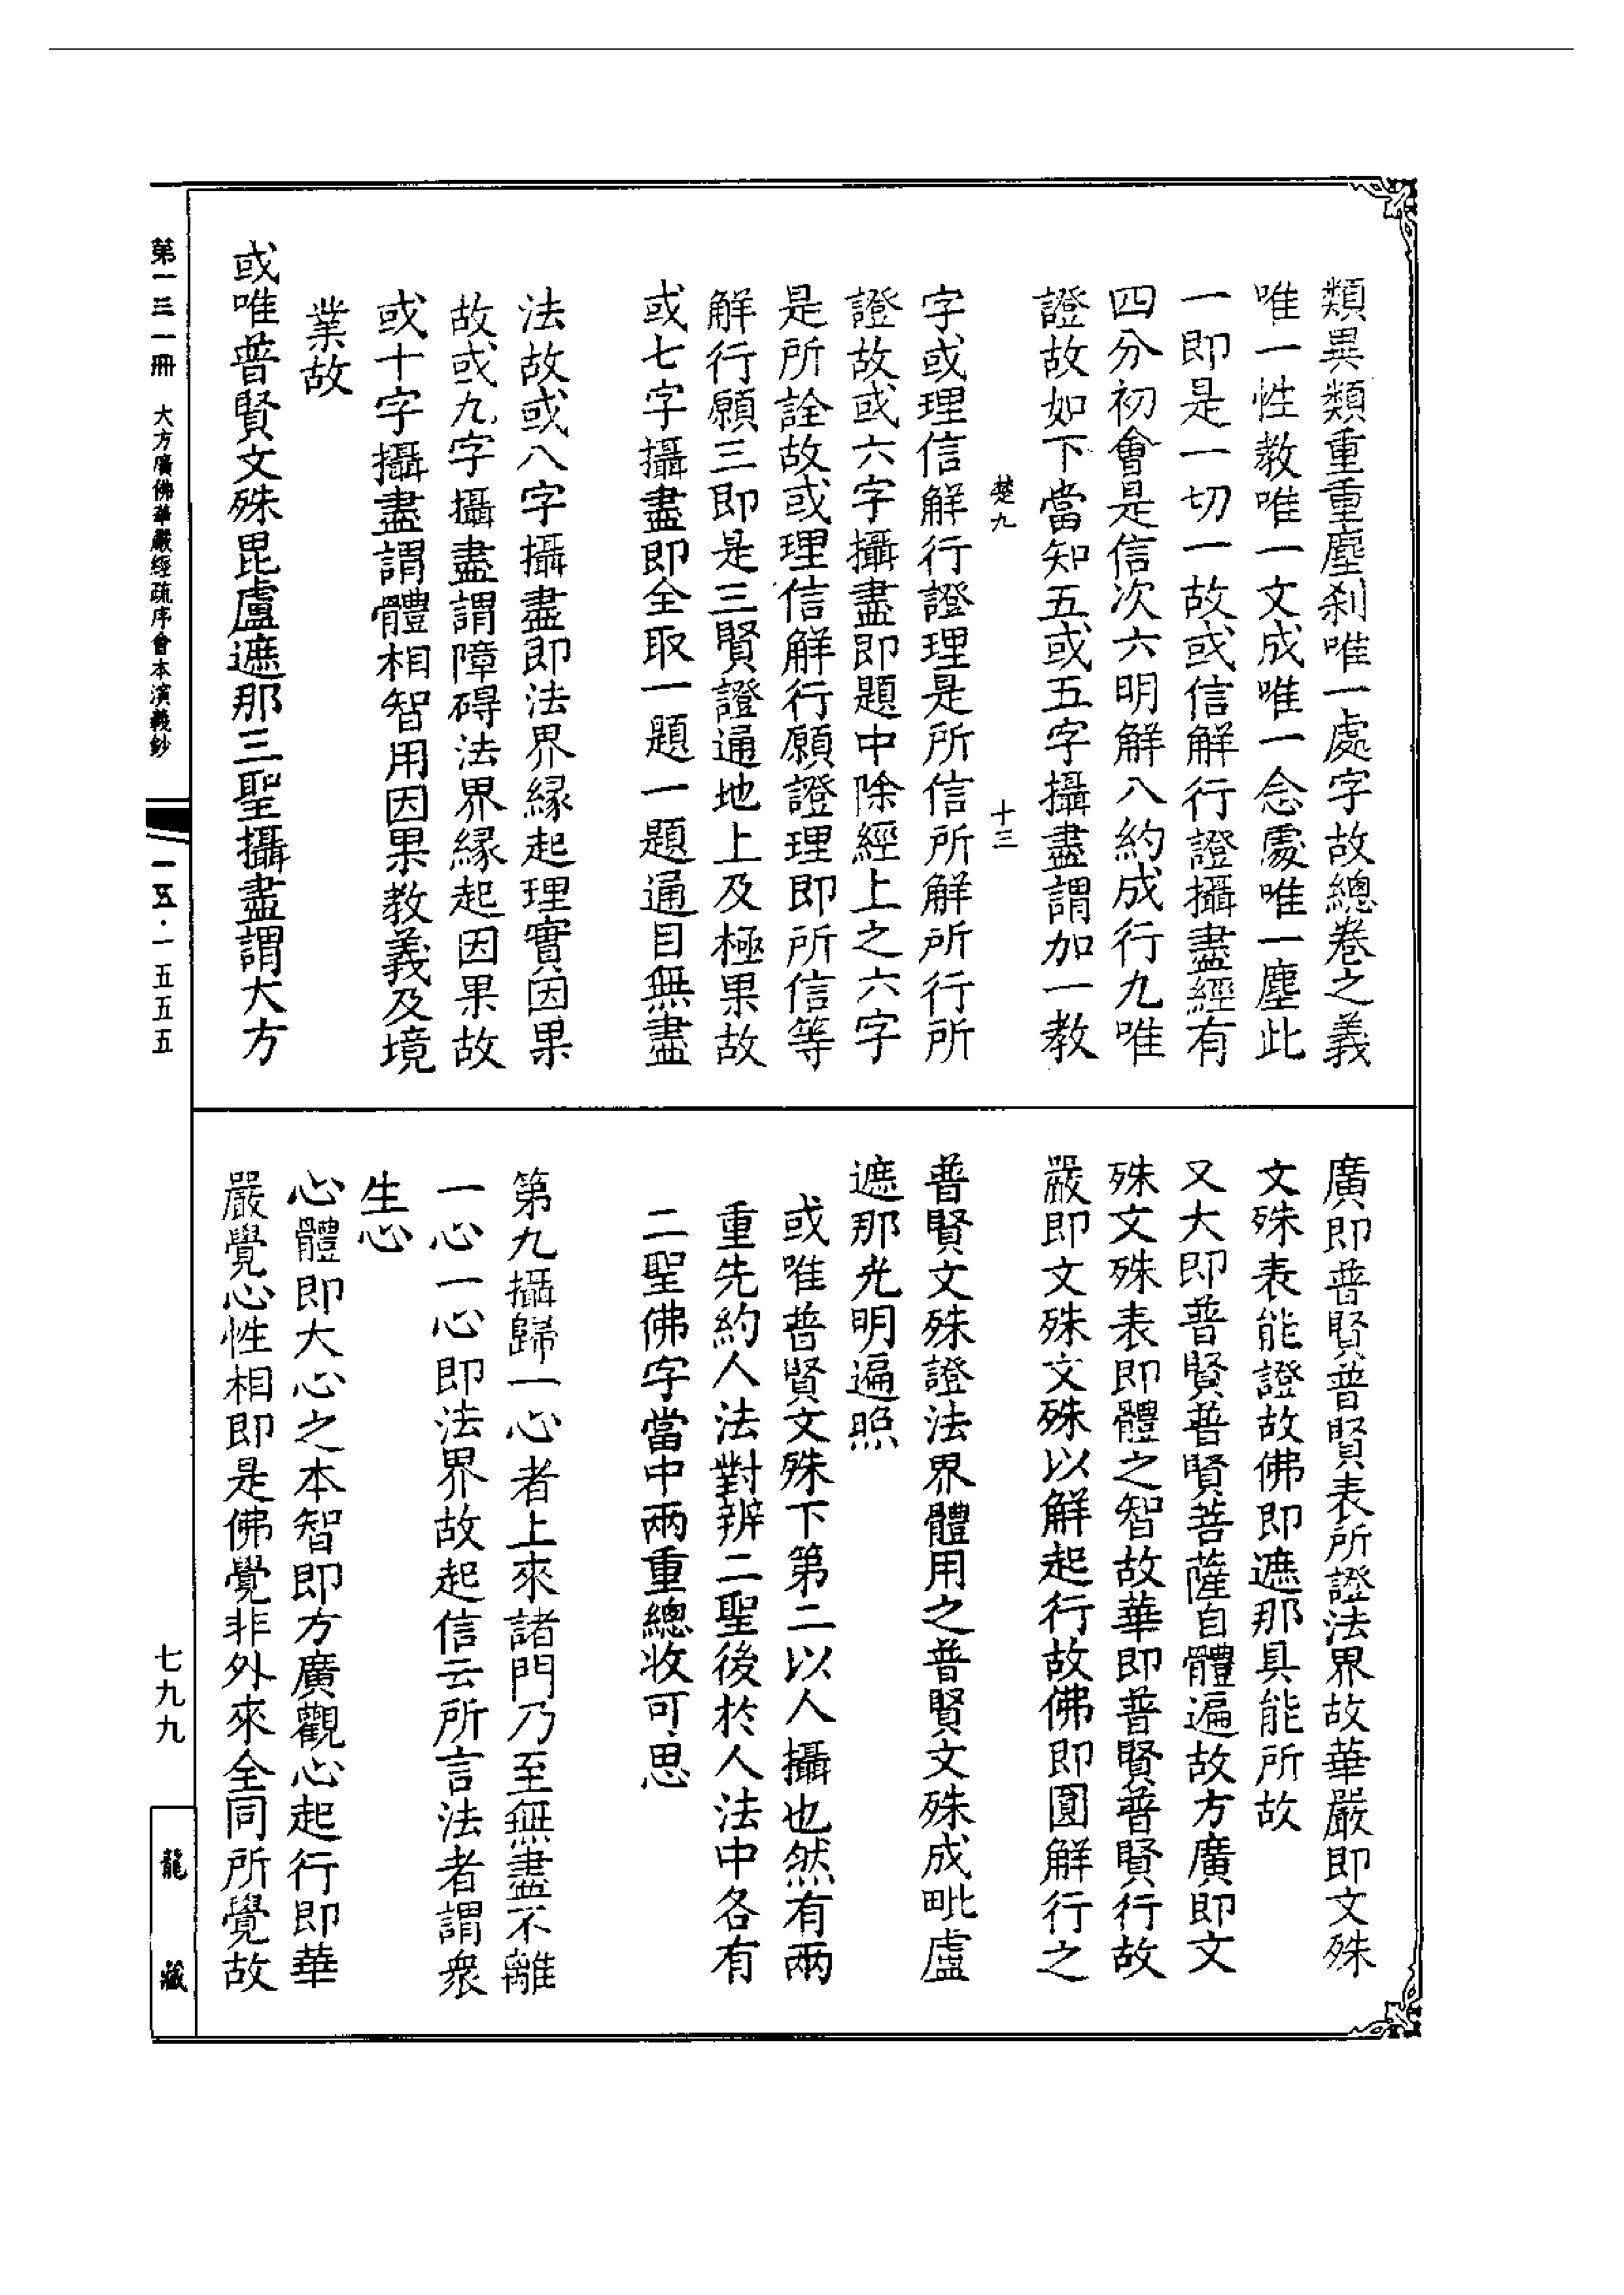 類異類重重塵剎唯一處字故總卷之義
唯一性教唯一文成唯一念處唯一塵此
一即是一切一故或信解行證攝盡經有
四分初會是信次六明解八約成行九唯
證故如下當知五或五字攝盡謂加一教
楚九　十三
字或理信解行證理是所信所解所行所
證故或六字攝盡即題中除經上之六字
是所詮故或理信解行願證理即所信等
解行願三即是三賢證通地上及極果故
或七字攝盡即全取一題一題通目無盡
法故或八字攝盡即法界緣起理實因果
故或九字攝盡謂障碍法界緣起因果故
或十字攝盡謂體相智用因果教義及境
業故
或唯普賢文殊毘盧遮那三聖攝盡謂大方
廣即普賢普賢表所證法界故華嚴即文殊
文殊表能證故佛即遮那具能所故
又大即普賢普賢菩薩自體遍故方廣即文
殊文殊表即體之智故華即普賢普賢行故
嚴即文殊文殊以解起行故佛即圓解行之
普賢文殊證法界體用之普賢文殊成毗盧
遮那光明遍照
或唯普賢文殊下第二以人攝也然有兩
重先約人法對辨二聖後於人法中各有
二聖佛字當中兩重總收可思
第九攝歸一心者上來諸門乃至無盡不離
一心一心即法界故起信云所言法者謂衆
生心
心體即大心之本智即方廣觀心起行即華
嚴覺心性相即是佛覺非外來全同所覺故
第一三一冊　大方廣佛華嚴經疏序會本演義鈔
一五·一五五五
七九九
龍藏